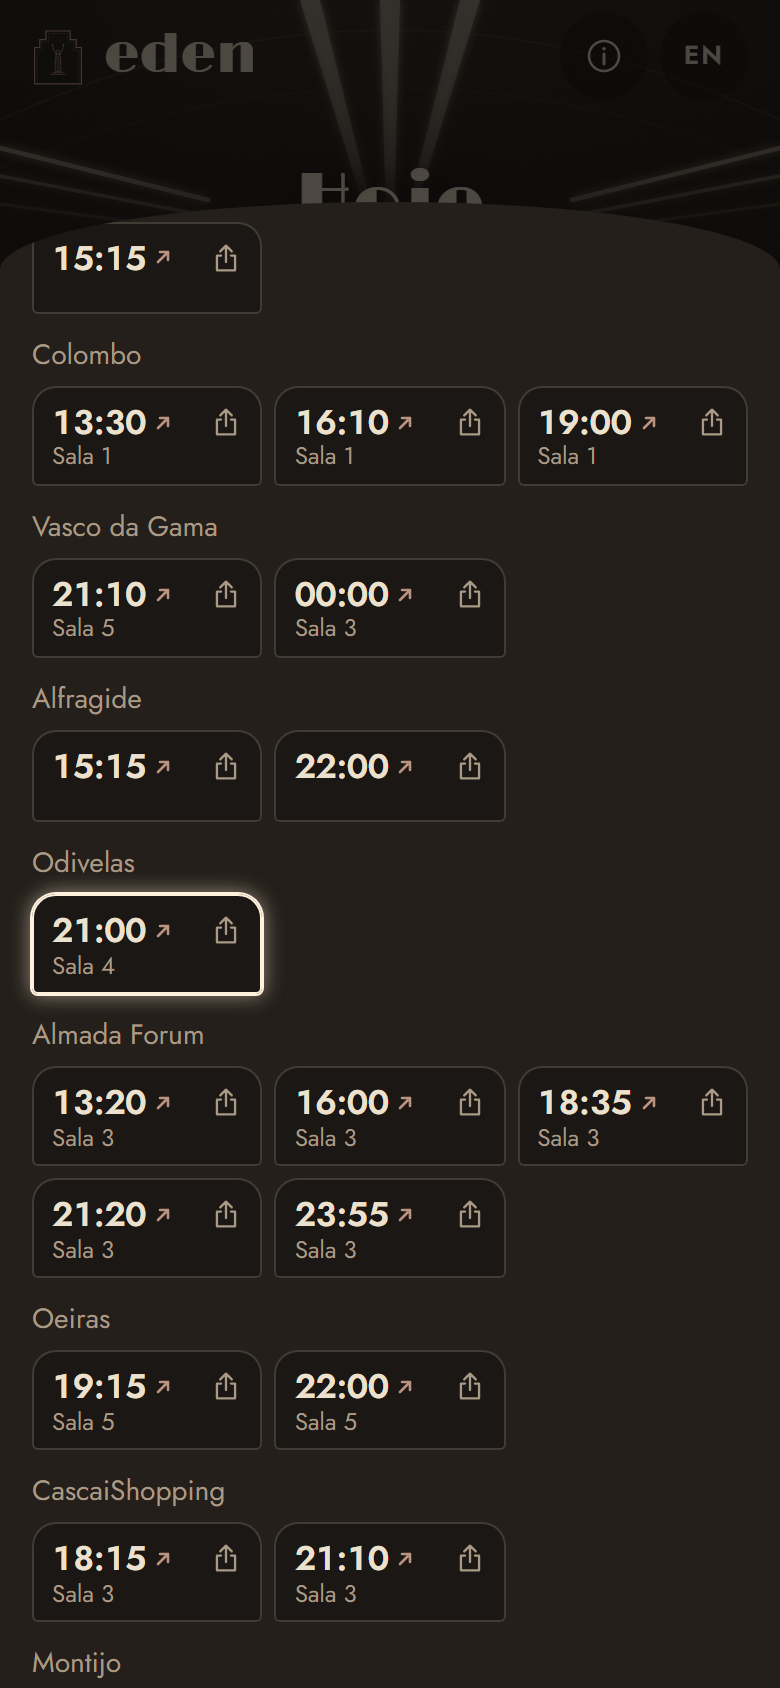 eden
EN
Hoje
15:15
Colombo
13:30 16:10 19:00
Sala 1 Sala 1 Sala 1
Vasco da Gama
21:10 00:00
Sala 5 Sala 3
Alfragide
15:15 22:00
Odivelas
21:00
Sala 4
Almada Forum
13:20 16:00 18:35
Sala 3 Sala 3 Sala 3
21:20 23:55
Sala 3 Sala 3
Oeiras
19:15 22:00
Sala 5 Sala 5
CascaiShopping
18:15 21:10
Sala 3 Sala 3
Montijo